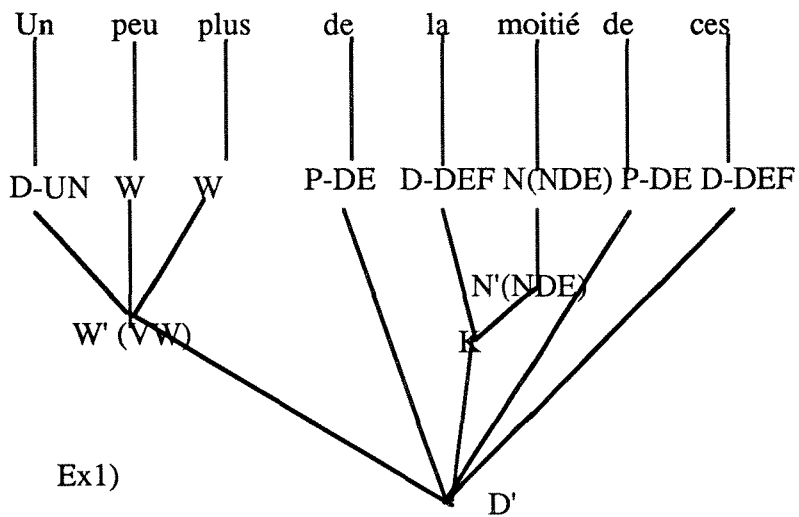 Un peu plus de la moitié de ces
D-UN W W P-DE D-DEF N(NDE) P-DE D-DEF
N'(NDE)
W' (VW) K
Ex1) D'